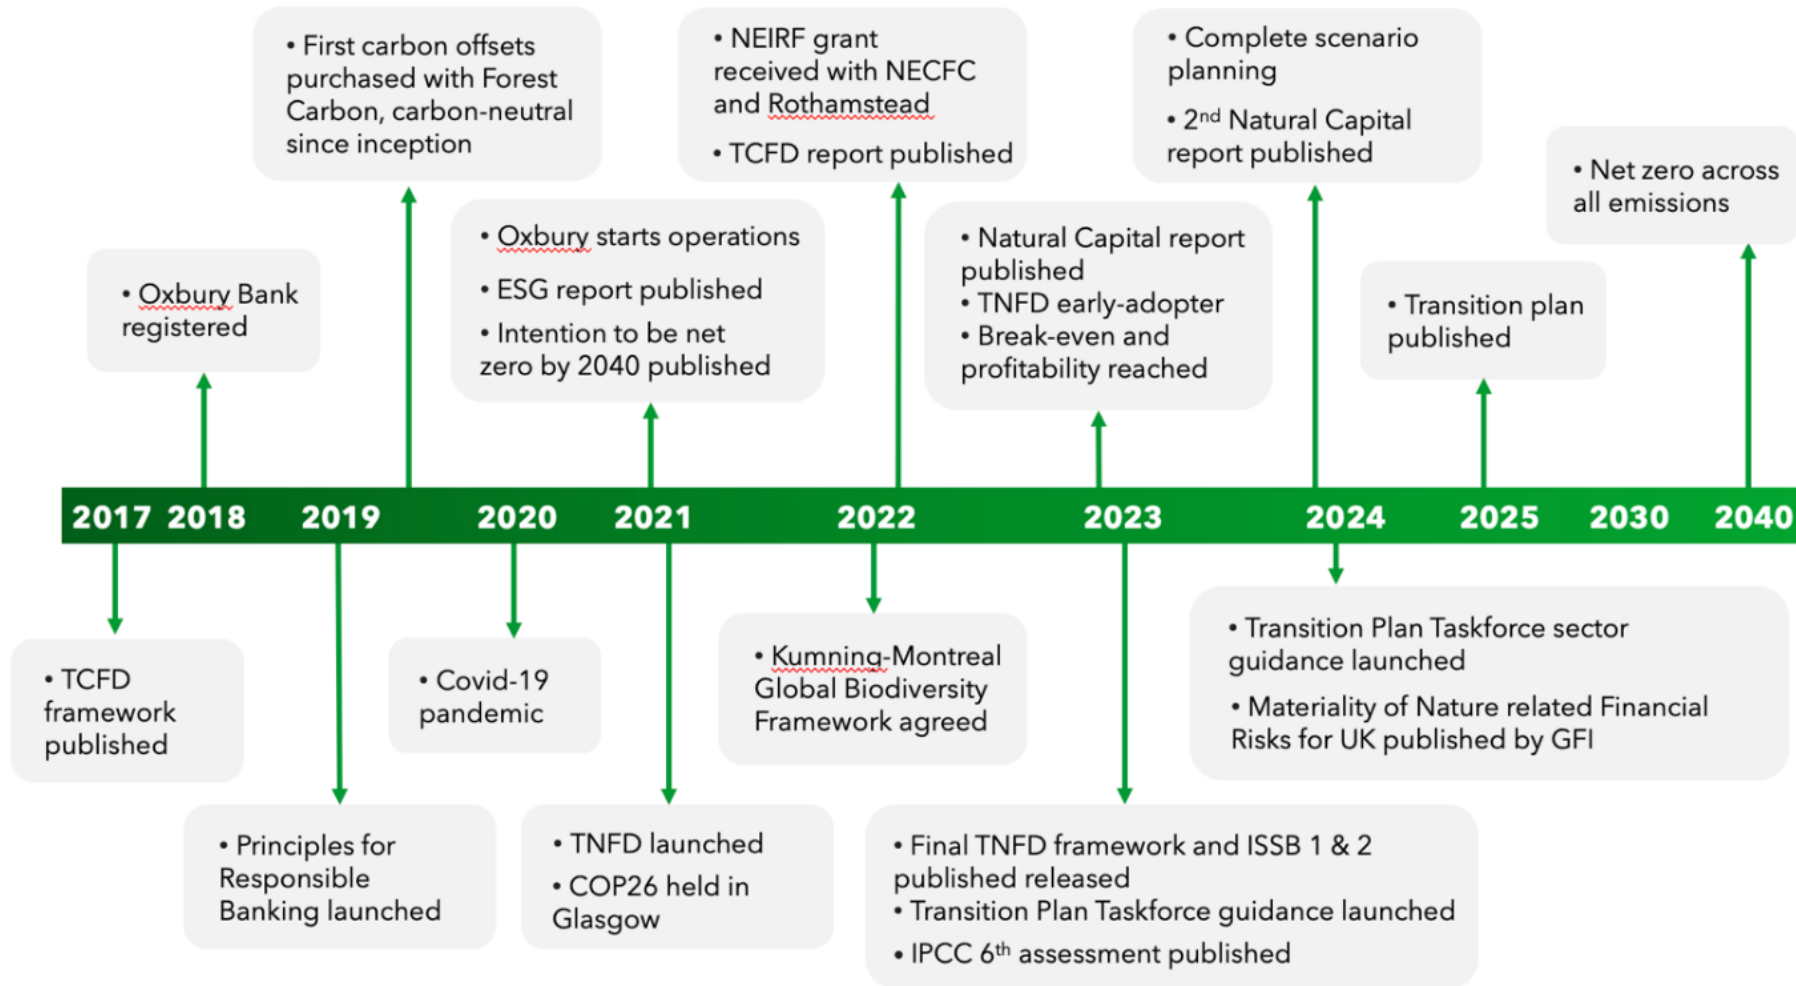 • First carbon offsets
purchased with Forest
Carbon, carbon-neutral
since inception
• NEIRF grant
received with NECFC
and Rothamstead
• TCFD report published
• Complete scenario
planning
• 2nd Natural Capital
report published
• Net zero across
all emissions
• Oxbury Bank
registered
• Oxbury starts operations
• ESG report published
• Intention to be net
zero by 2040 published
• Natural Capital report
published
• TNFD early-adopter
• Break-even and
profitability reached
• Transition plan
published
2017 2018 2019 2020 2021 2022 2023 2024 2025 2030 2040
• TCFD
framework
published
• Principles for
Responsible
Banking launched
• Covid-19
pandemic
• TNFD launched
• COP26 held in
Glasgow
• Kumning-Montreal
Global Biodiversity
Framework agreed
• Final TNFD framework and ISSB 1 & 2
published released
• Transition Plan Taskforce guidance launched
• IPCC 6th assessment published
• Transition Plan Taskforce sector
guidance launched
• Materiality of Nature related Financial
Risks for UK published by GFI